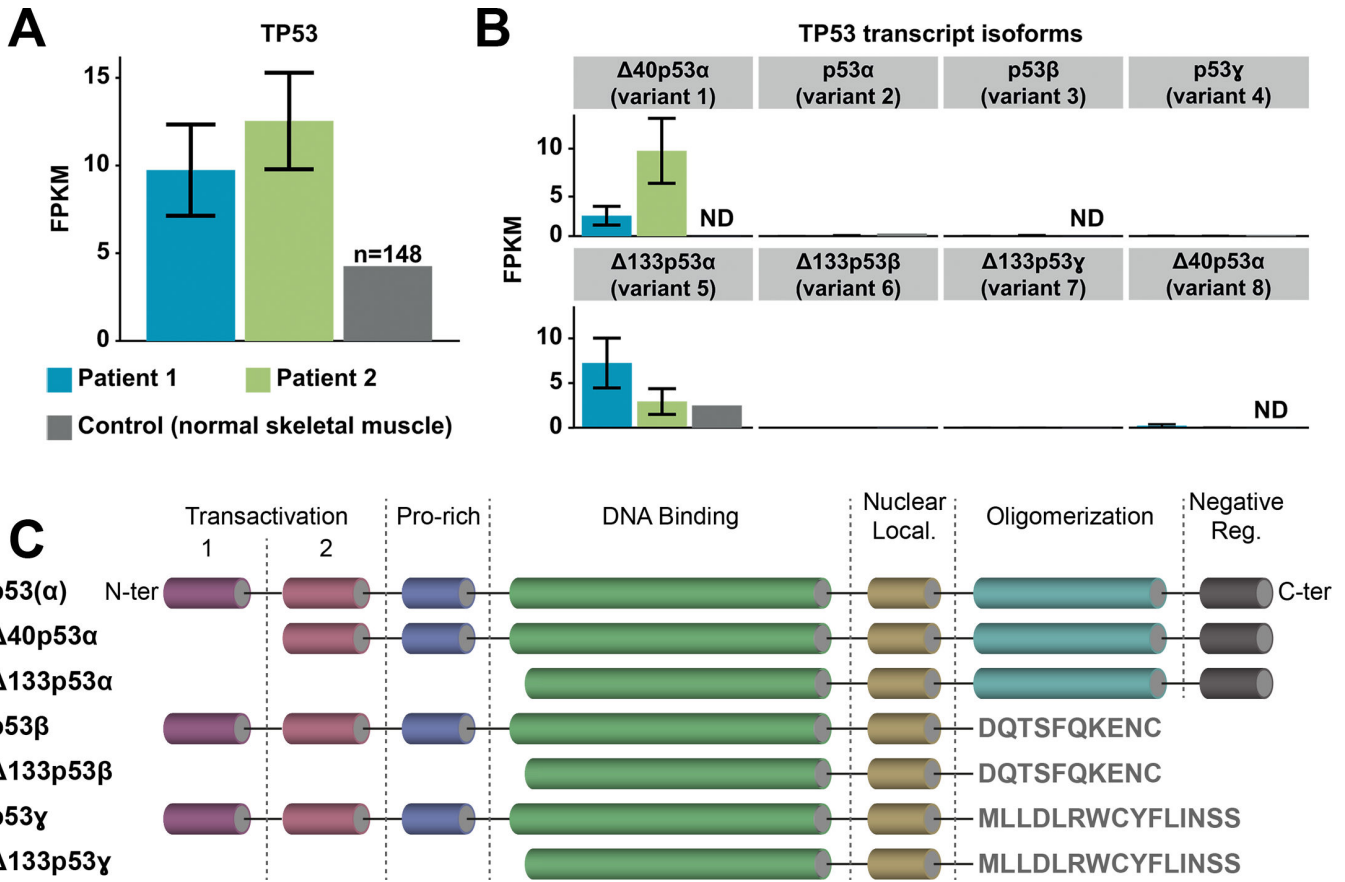 A
TP53
15
10
5
0
FPKM
n=148
Patient 1
Patient 2
Control (normal skeletal muscle)
B
TP53 transcript isoforms
Δ40p53α
(variant 1)
p53α
(variant 2)
p53β
(variant 3)
p53ɣ
(variant 4)
10
5
0
ND
ND
FPKM
Δ133p53α
(variant 5)
Δ133p53β
(variant 6)
Δ133p53ɣ
(variant 7)
Δ40p53α
(variant 8)
10
5
0
ND
C
Transactivation
1
2
Pro-rich
DNA Binding
Nuclear
Local.
Oligomerization
Negative
Reg.
p53(α)
N-ter
C-ter
Δ40p53α
Δ133p53α
p53β
DQTSFQKENC
Δ133p53β
DQTSFQKENC
p53ɣ
MLLDLRWCYFLINSS
Δ133p53ɣ
MLLDLRWCYFLINSS